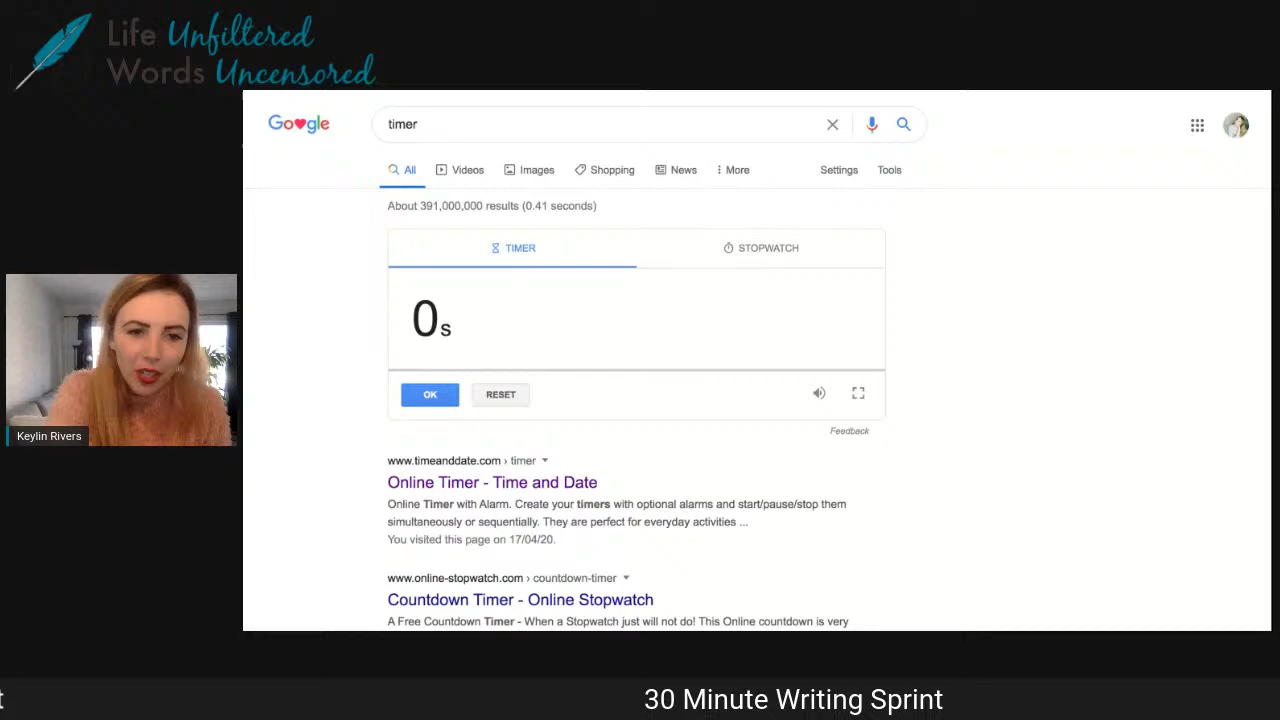 Life Unfiltered
Words Uncensored
Google
timer
All
Videos
Images
Shopping
News
More
Settings
Tools
About 391,000,000 results (0.41 seconds)
TIMER
STOPWATCH
0s
OK
RESET
Feedback
www.timeanddate.com › timer
Online Timer - Time and Date
Online Timer with Alarm. Create your timers with optional alarms and start/pause/stop them
simultaneously or sequentially. They are perfect for everyday activities ...
You visited this page on 17/04/20.
www.online-stopwatch.com › countdown-timer
Countdown Timer - Online Stopwatch
A Free Countdown Timer - When a Stopwatch just will not do! This Online countdown is very
Keylin Rivers
30 Minute Writing Sprint